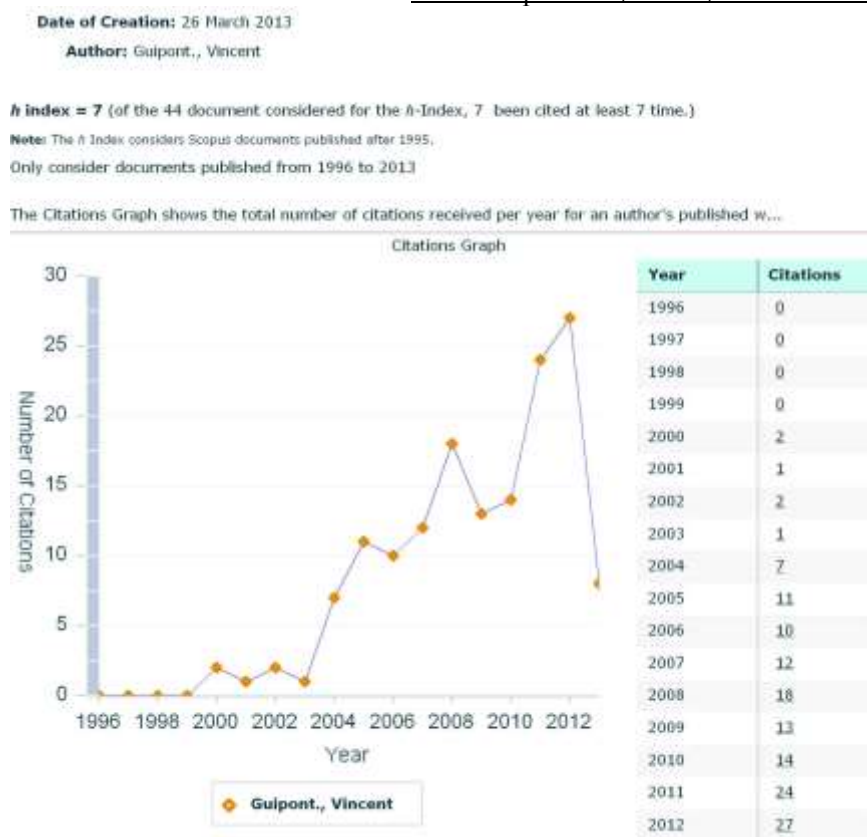 Date of Creation: 26 March 2013
Author: Guipont., Vincent
h index = 7 (of the 44 document considered for the h-Index, 7 been cited at least 7 time.)
Note: The h Index considers Scopus documents published after 1995.
Only consider documents published from 1996 to 2013
The Citations Graph shows the total number of citations received per year for an author's published w...
Citations Graph
30
25
20
15
10
5
0
Number of Citations
1996 1998 2000 2002 2004 2006 2008 2010 2012
Year
Guipont., Vincent
Year Citations
1996 0
1997 0
1998 0
1999 0
2000 2
2001 1
2002 2
2003 1
2004 7
2005 11
2006 10
2007 12
2008 18
2009 13
2010 14
2011 24
2012 27